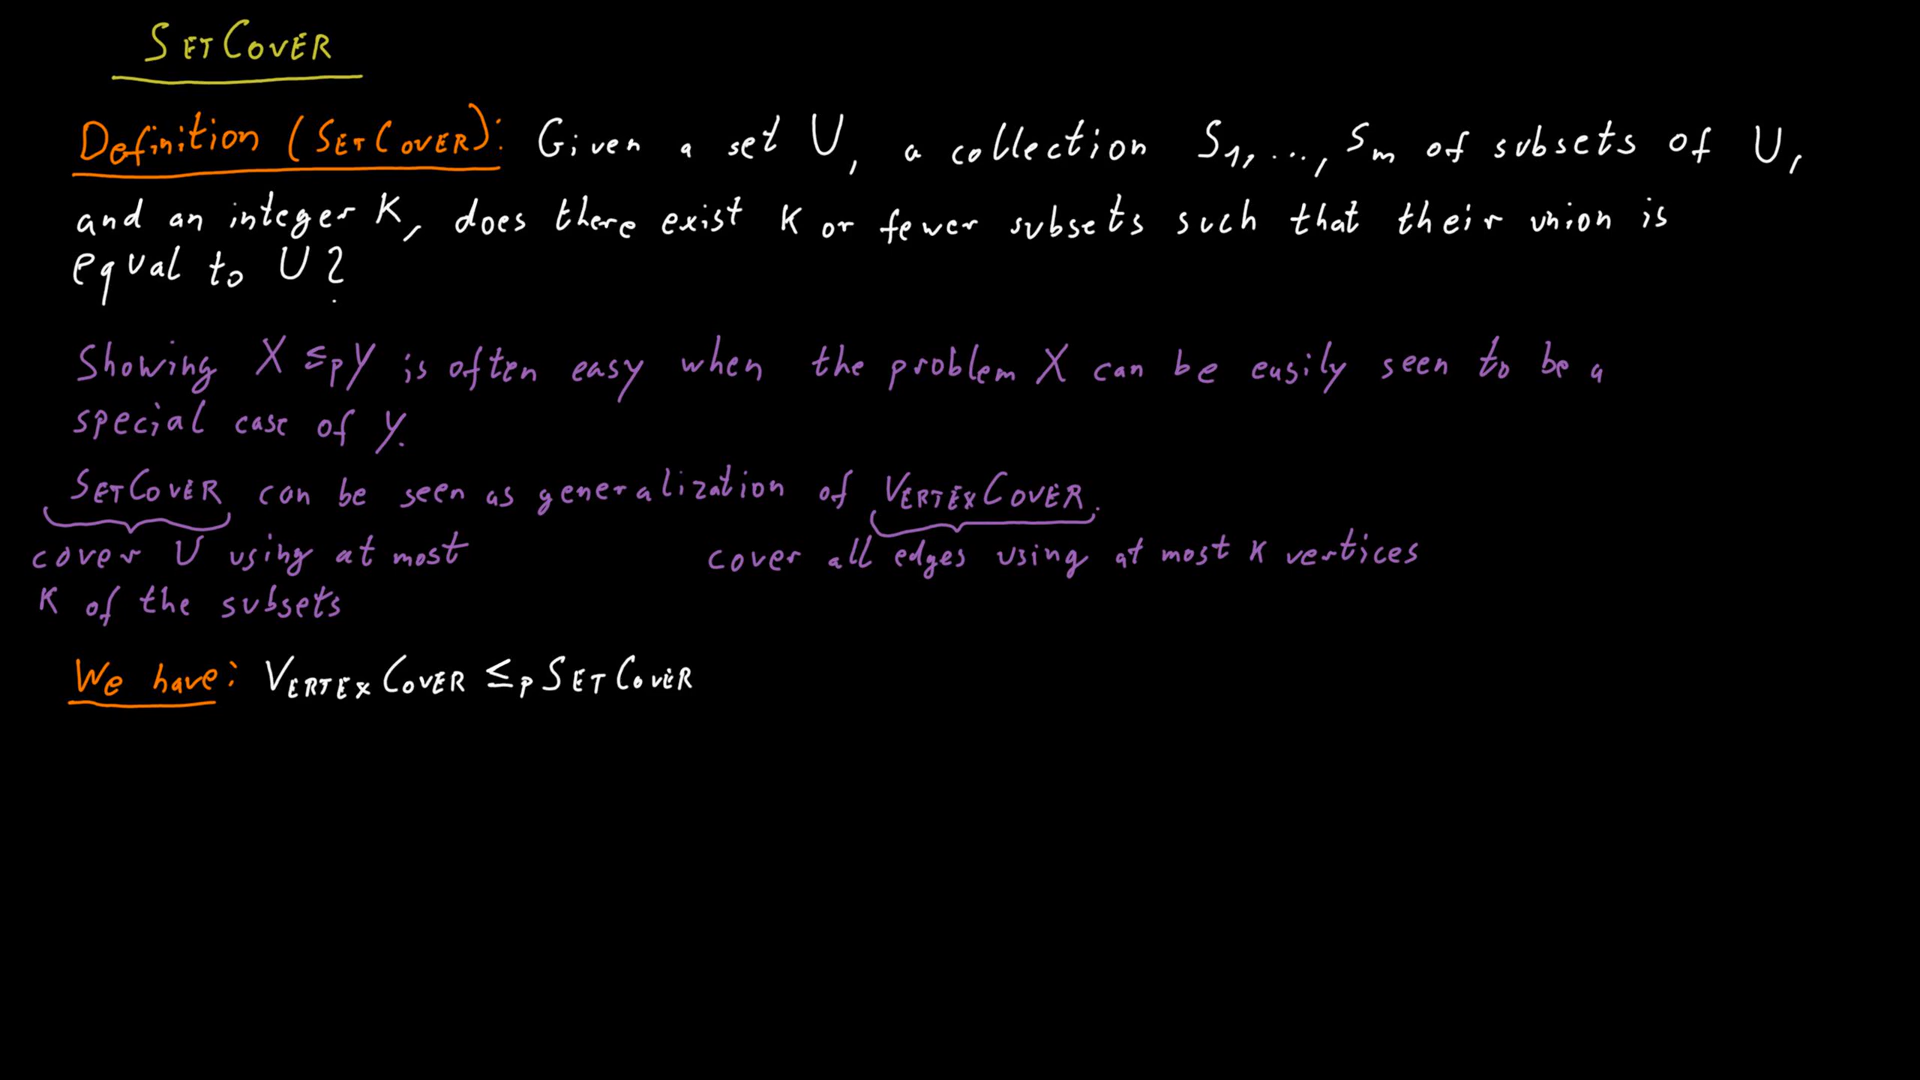 SETCOVER
Definition (SETCOVER): Given a set U, a collection S1, ..., Sm of subsets of U,
and an integer K, does there exist K or fewer subsets such that their union is
equal to U?
Showing X ≤p Y is often easy when the problem X can be easily seen to be a
special case of Y.
SETCOVER can be seen as generalization of VERTEXCOVER.
cover U using at most
cover all edges using at most K vertices
K of the subsets
We have: VERTEXCOVER ≤p SETCOVER